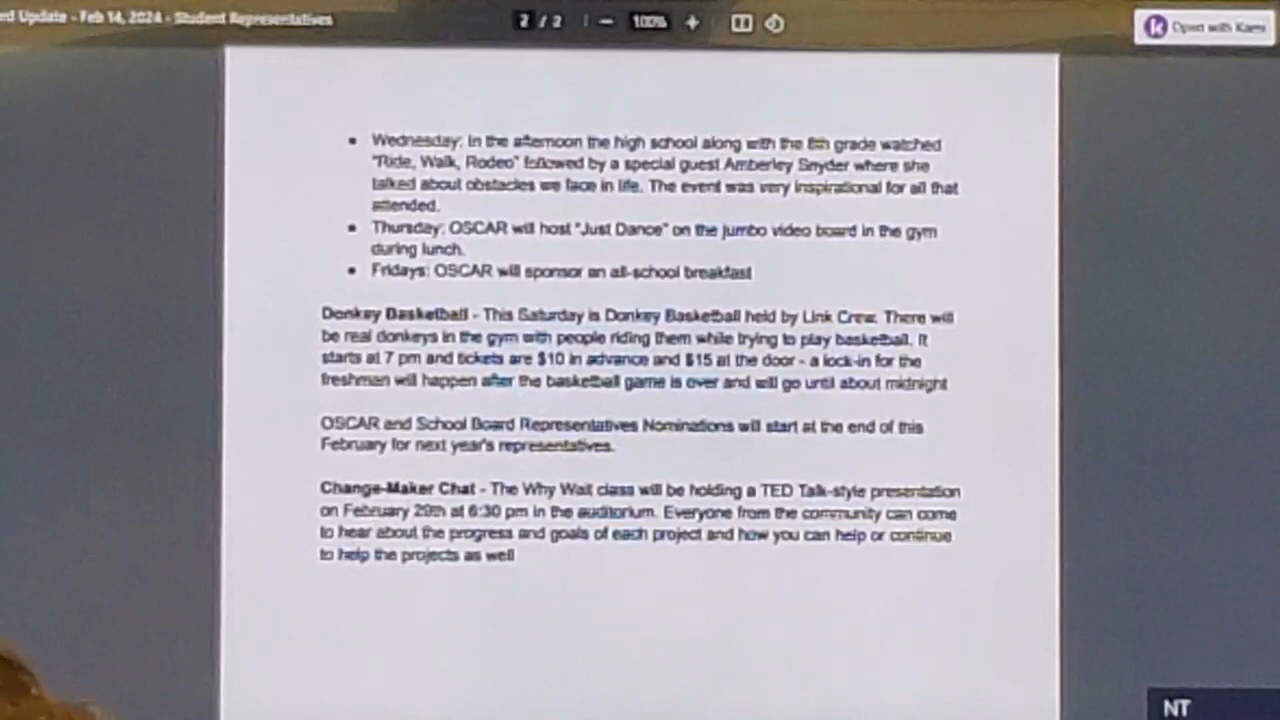 ed Update - Feb 14, 2024 - Student Representatives
2 / 2
100%
Open with Kami
Wednesday: In the afternoon the high school along with the 8th grade watched
"Ride, Walk, Rodeo" followed by a special guest Amberley Snyder where she
talked about obstacles we face in life. The event was very inspirational for all that
attended.
Thursday: OSCAR will host "Just Dance" on the jumbo video board in the gym
during lunch.
Fridays: OSCAR will sponsor an all-school breakfast
Donkey Basketball - This Saturday is Donkey Basketball held by Link Crew. There will
be real donkeys in the gym with people riding them while trying to play basketball. It
starts at 7 pm and tickets are $10 in advance and $15 at the door - a lock-in for the
freshman will happen after the basketball game is over and will go until about midnight
OSCAR and School Board Representatives Nominations will start at the end of this
February for next year's representatives.
Change-Maker Chat - The Why Wait class will be holding a TED Talk-style presentation
on February 29th at 6:30 pm in the auditorium. Everyone from the community can come
to hear about the progress and goals of each project and how you can help or continue
to help the projects as well
NT